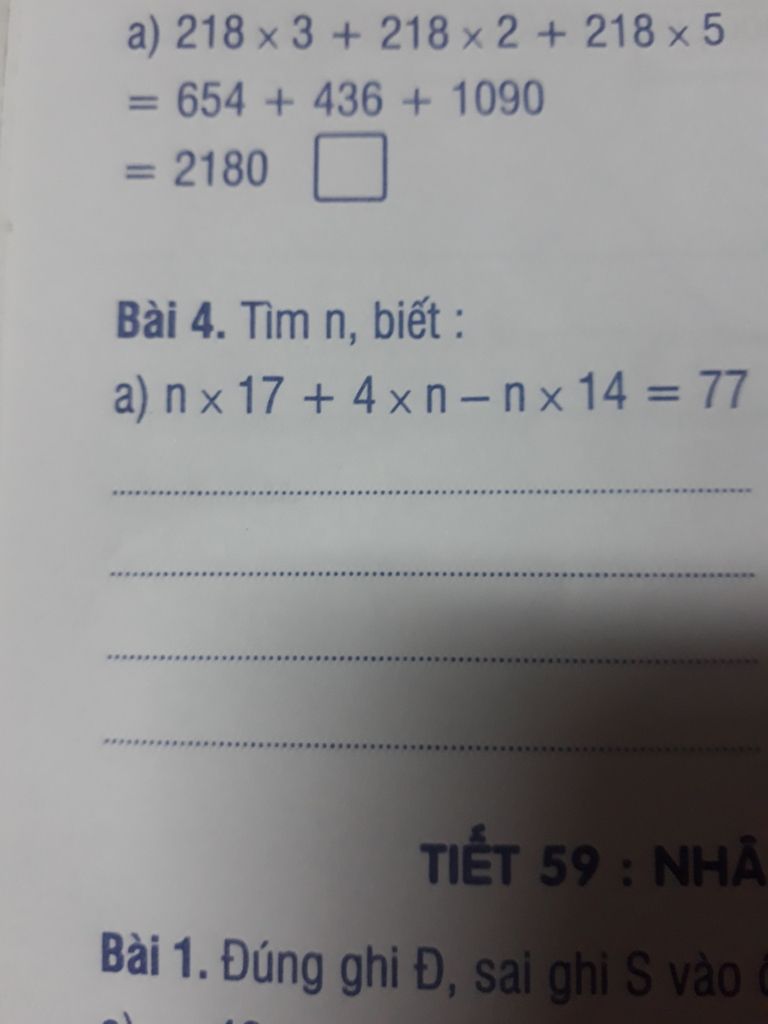 a) 218 × 3 + 218 × 2 + 218 × 5
= 654 + 436 + 1090
= 2180
Bài 4. Tìm n, biết :
a) n × 17 + 4 × n – n × 14 = 77
TIẾT 59 : NHÂ
Bài 1. Đúng ghi Đ, sai ghi S vào